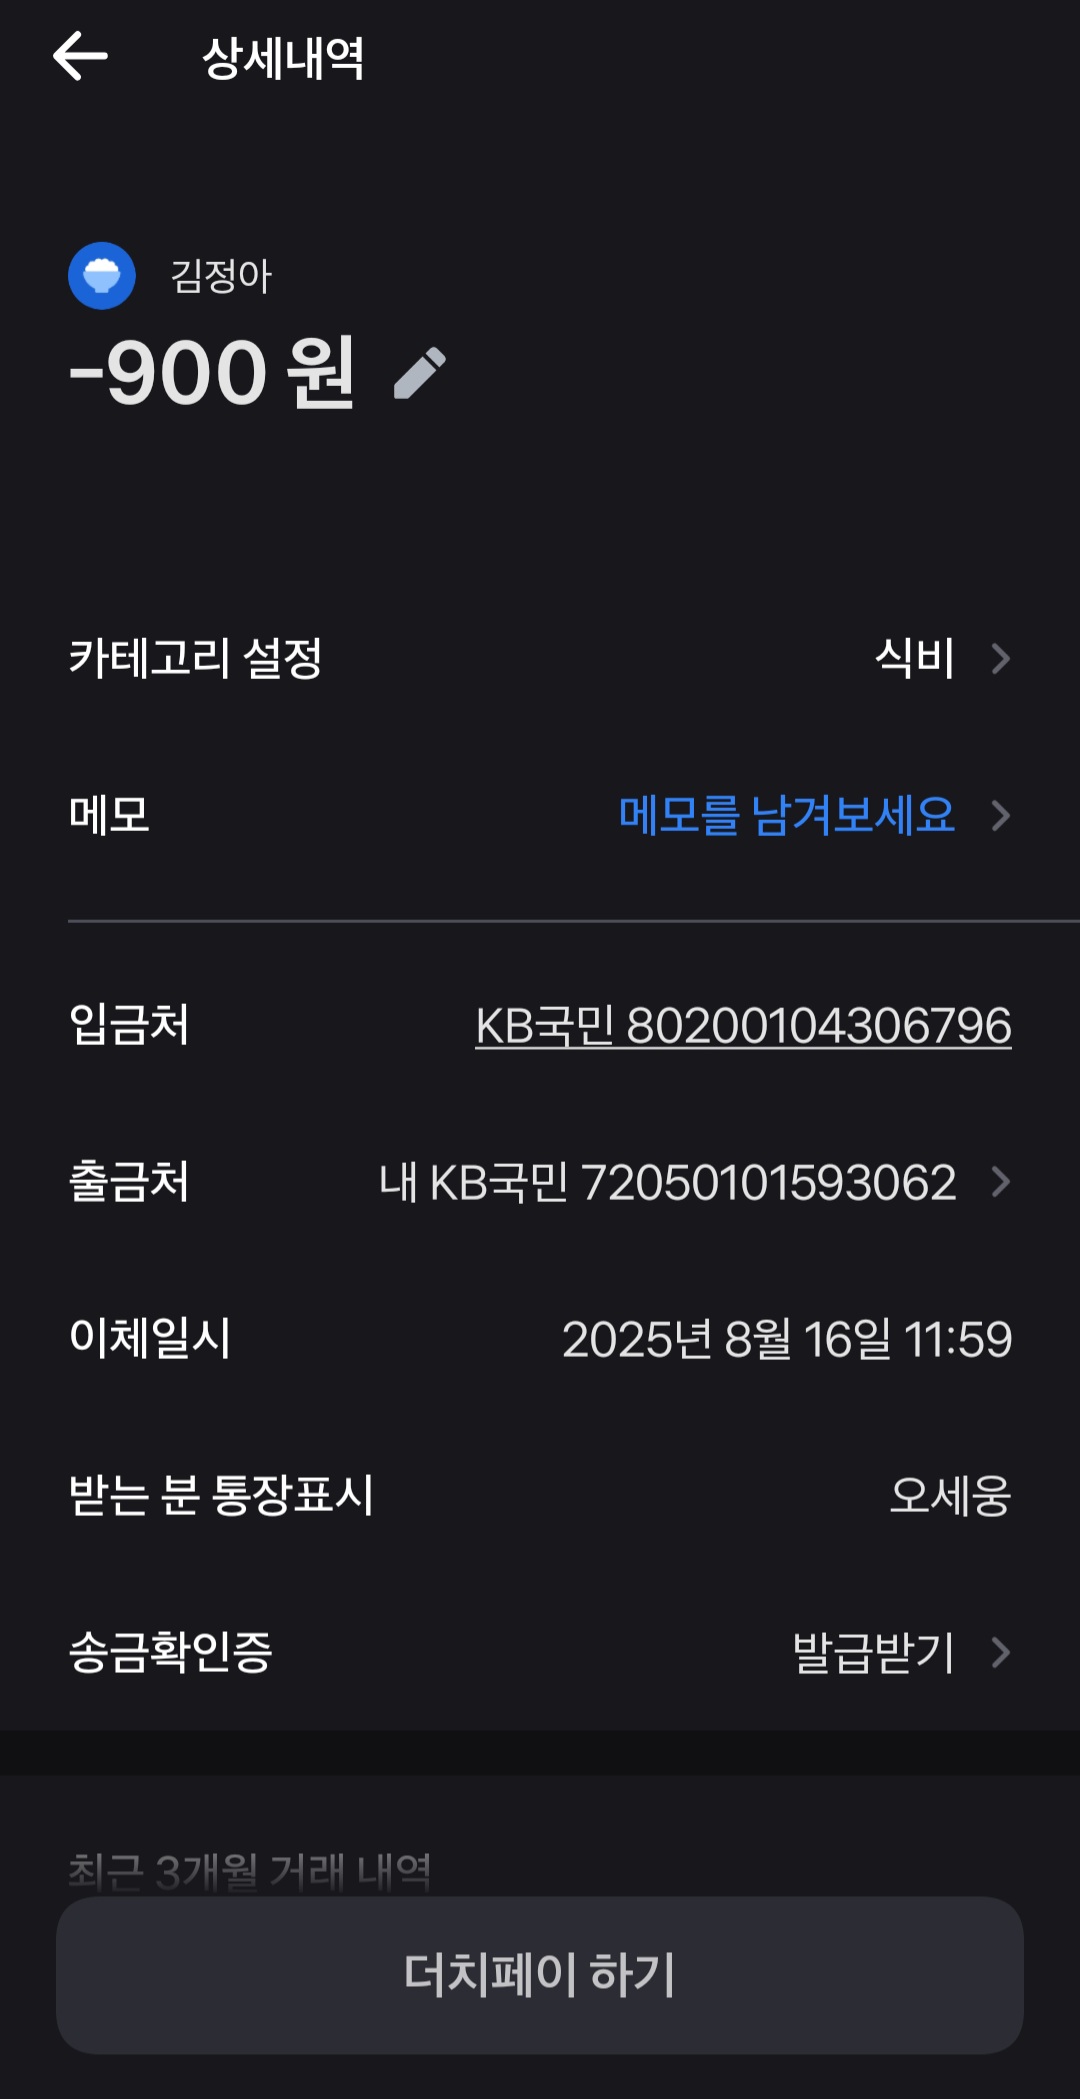 상세내역
김정아
-900 원
카테고리 설정 식비
메모 메모를 남겨보세요
입금처 KB국민 80200104306796
출금처 내 KB국민 72050101593062
이체일시 2025년 8월 16일 11:59
받는 분 통장표시 오세웅
송금확인증 발급받기
최근 3개월 거래 내역
더치페이 하기